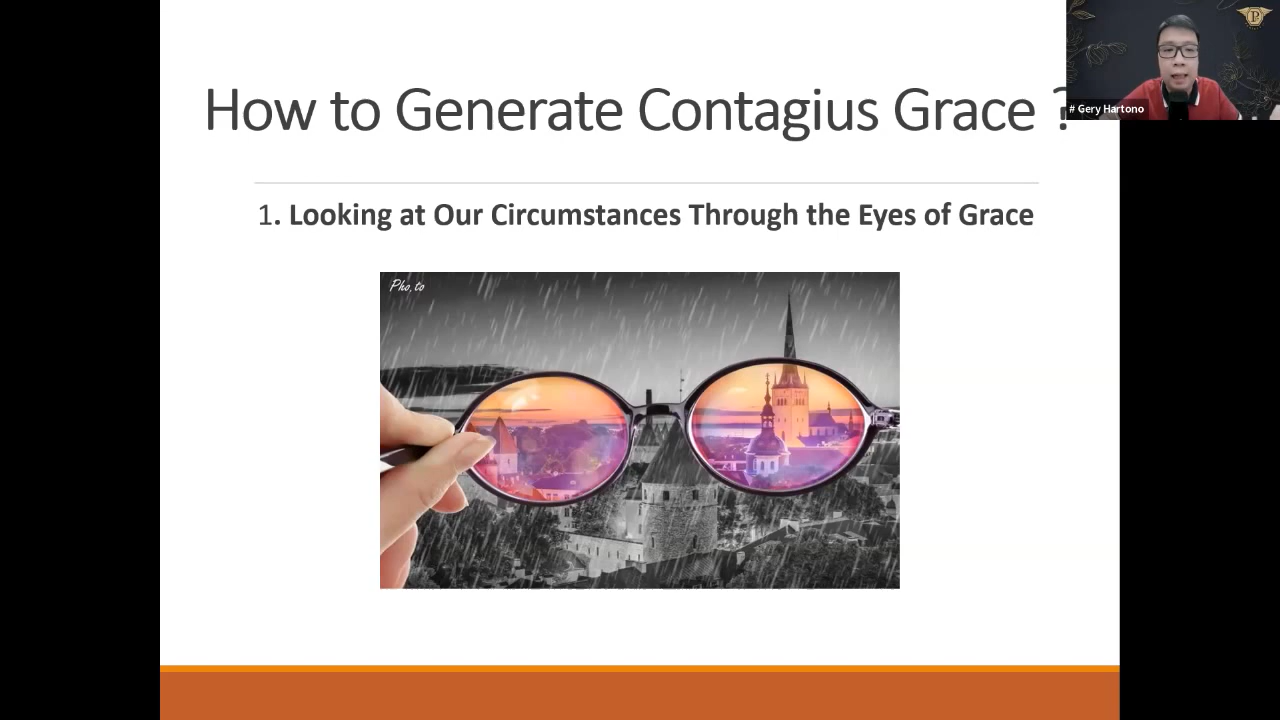 How to Generate Contagius Grace ?
# Gery Hartono
P
1. Looking at Our Circumstances Through the Eyes of Grace
Pho.to